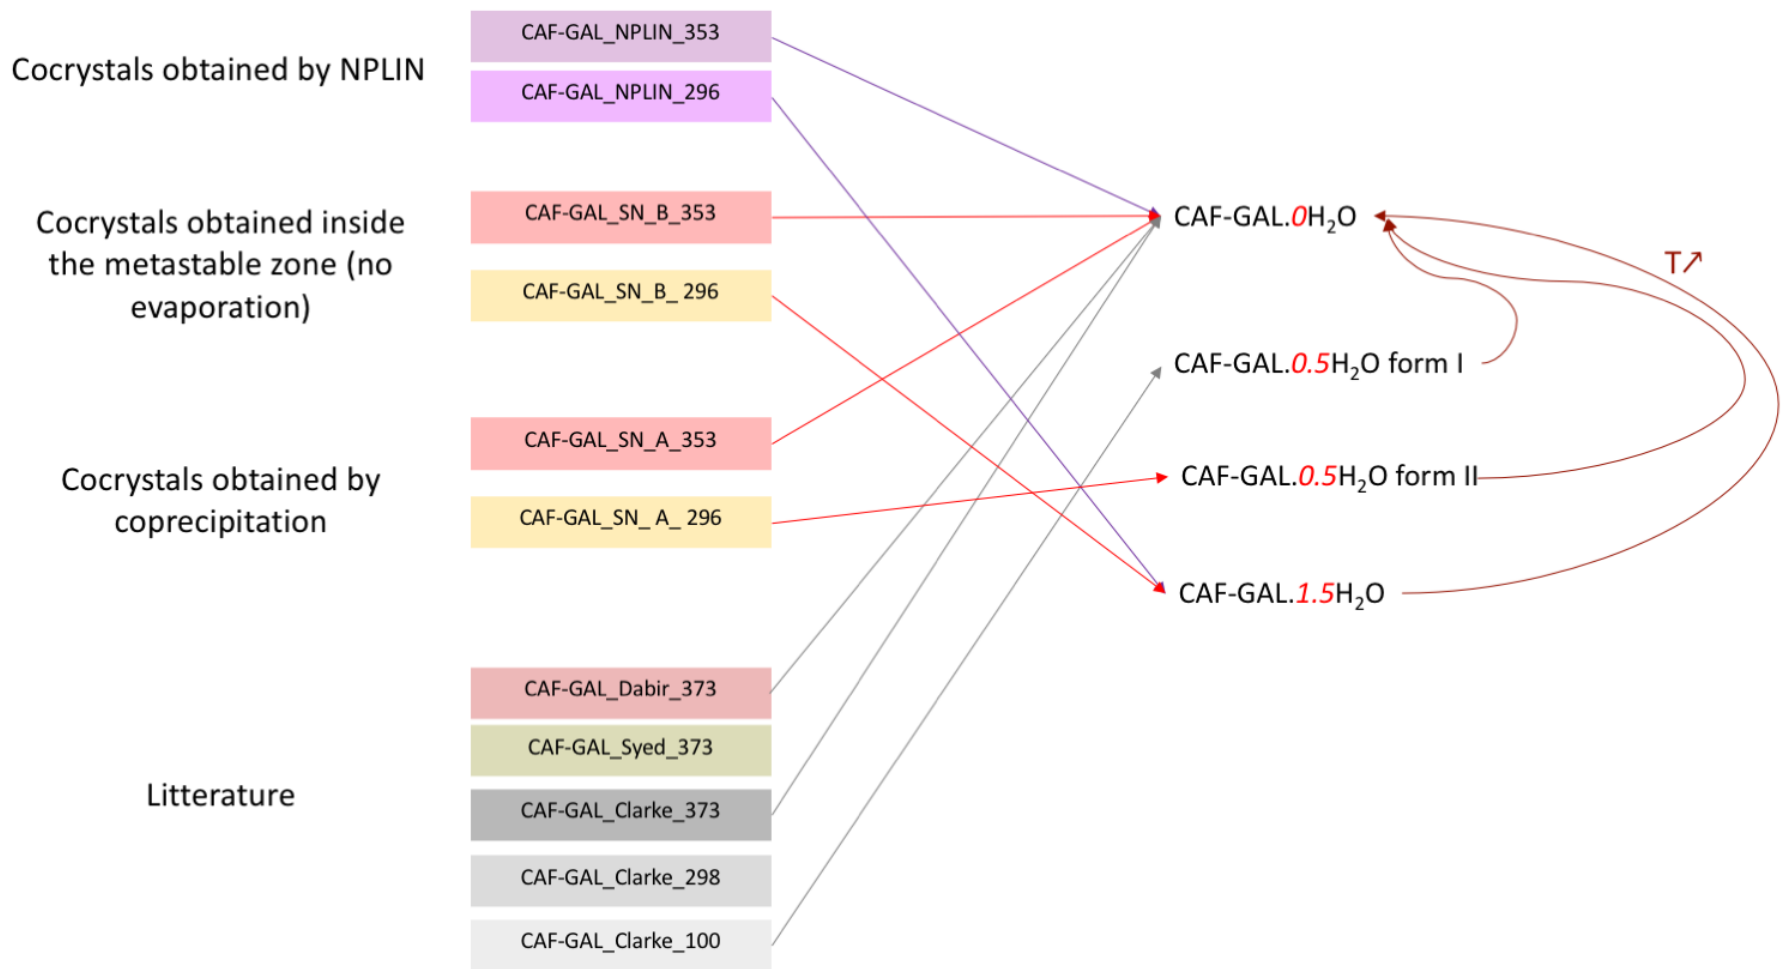 Cocrystals obtained by NPLIN
CAF-GAL_NPLIN_353
CAF-GAL_NPLIN_296
Cocrystals obtained inside
the metastable zone (no
evaporation)
CAF-GAL_SN_B_353
CAF-GAL_SN_B_ 296
Cocrystals obtained by
coprecipitation
CAF-GAL_SN_A_353
CAF-GAL_SN_ A_ 296
Litterature
CAF-GAL_Dabir_373
CAF-GAL_Syed_373
CAF-GAL_Clarke_373
CAF-GAL_Clarke_298
CAF-GAL_Clarke_100
CAF-GAL.0H₂O
CAF-GAL.0.5H₂O form I
CAF-GAL.0.5H₂O form II
CAF-GAL.1.5H₂O
T↗